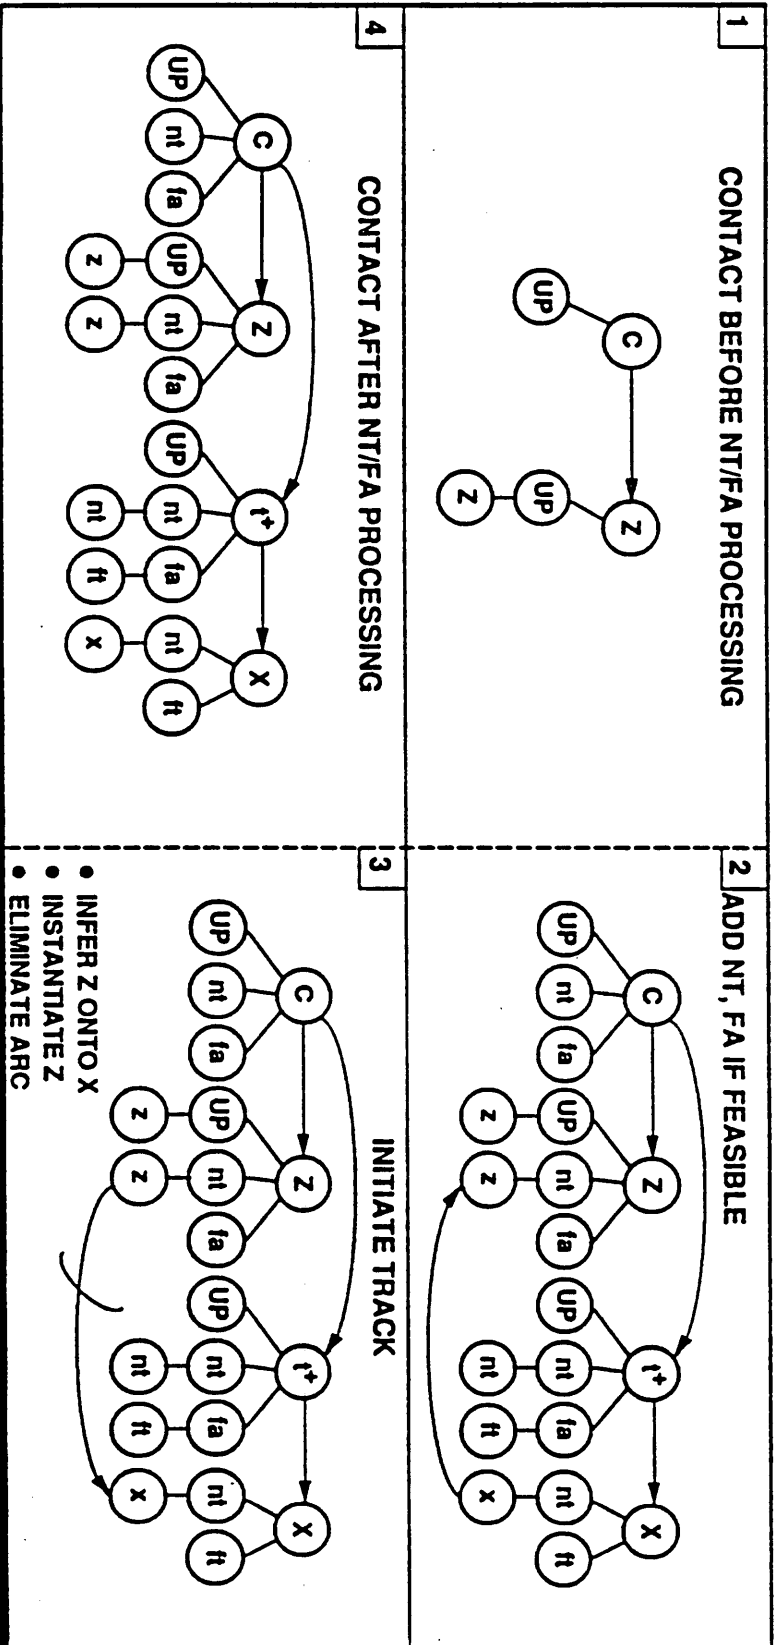 1
CONTACT BEFORE NT/FA PROCESSING
C
Z
UP
UP
Z
2
ADD NT, FA IF FEASIBLE
C
Z
t+
X
UP
nt
fa
UP
nt
fa
UP
nt
fa
nt
ft
z
z
nt
ft
x
3
INITIATE TRACK
C
Z
t+
X
UP
nt
fa
UP
nt
fa
UP
nt
fa
nt
ft
z
z
nt
ft
x
• INFER Z ONTO X
• INSTANTIATE Z
• ELIMINATE ARC
4
CONTACT AFTER NT/FA PROCESSING
C
Z
t+
X
UP
nt
fa
UP
nt
fa
UP
nt
fa
nt
ft
z
z
nt
ft
x